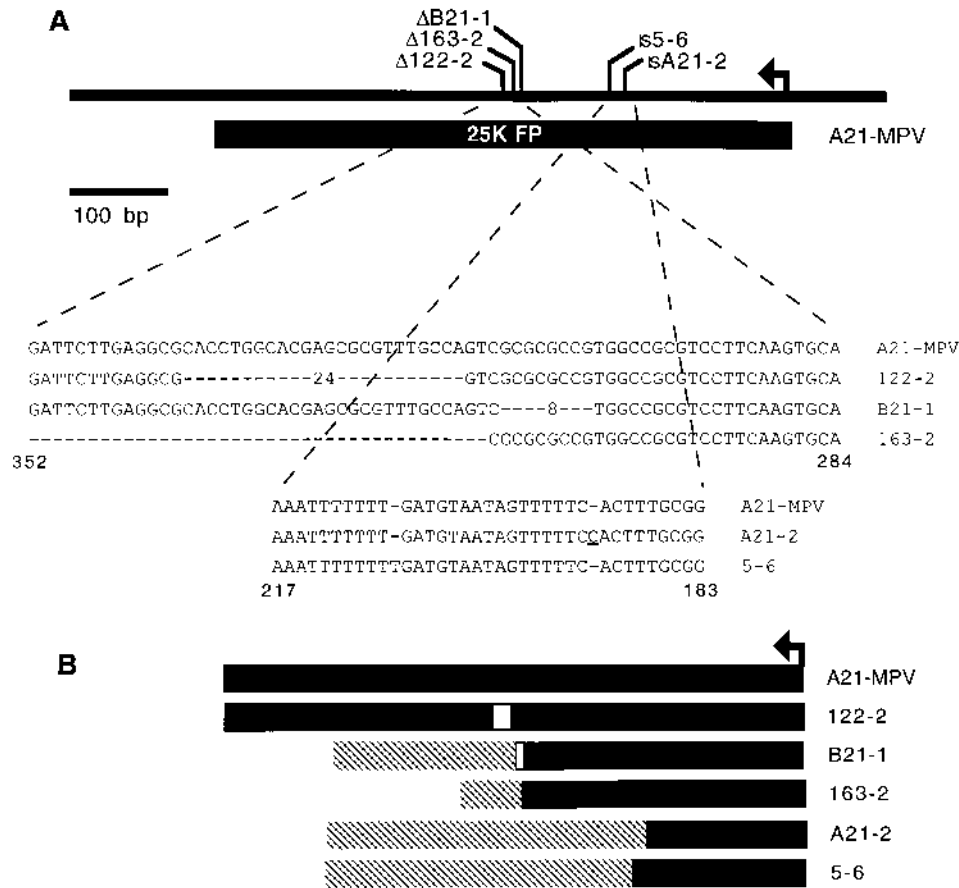 A
ΔB21-1
Δ163-2
Δ122-2
is5-6
isA21-2
25K FP
A21-MPV
100 bp
GATTCTTGAGGCGCACCTGGCACGAGCGCGTTTGCCAGTCGCGCGCCGTGGCCGCGTCCTTCAAGTGCA A21-MPV
GATTCTTGAGGCG-----------24-----------GTCGCGCGCCGTGGCCGCGTCCTTCAAGTGCA 122-2
GATTCTTGAGGCGCACCTGGCACGAGCGCGTTTGCCAGTC----8---TGGCCGCGTCCTTCAAGTGCA B21-1
---------------------------------------CGCGCGCCGTGGCCGCGTCCTTCAAGTGCA 163-2
352 284
AAATTTTTTT-GATGTAATAGTTTTTC-ACTTTGCGG A21-MPV
AAATTTTTTT-GATGTAATAGTTTTTCCACTTTGCGG A21-2
AAATTTTTTTTGATGTAATAGTTTTTC-ACTTTGCGG 5-6
217 183
B
A21-MPV
122-2
B21-1
163-2
A21-2
5-6